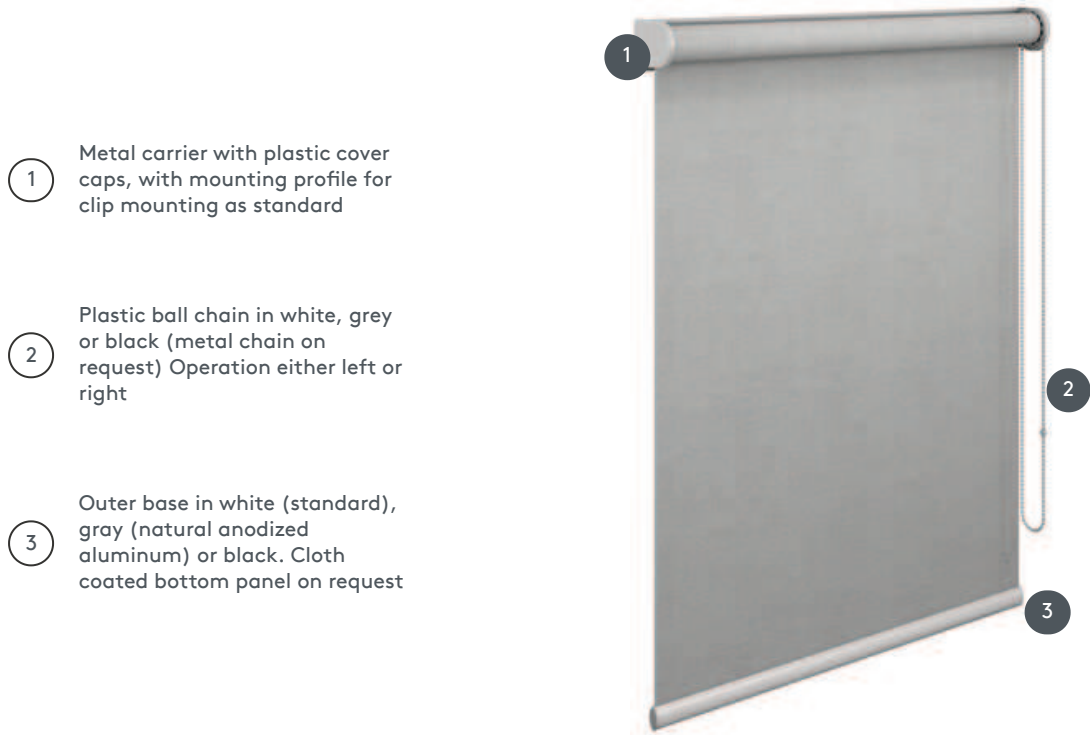 1
Metal carrier with plastic cover
caps, with mounting profile for
clip mounting as standard
2
Plastic ball chain in white, grey
or black (metal chain on
request) Operation either left or
right
3
Outer base in white (standard),
gray (natural anodized
aluminum) or black. Cloth
coated bottom panel on request
1
2
3